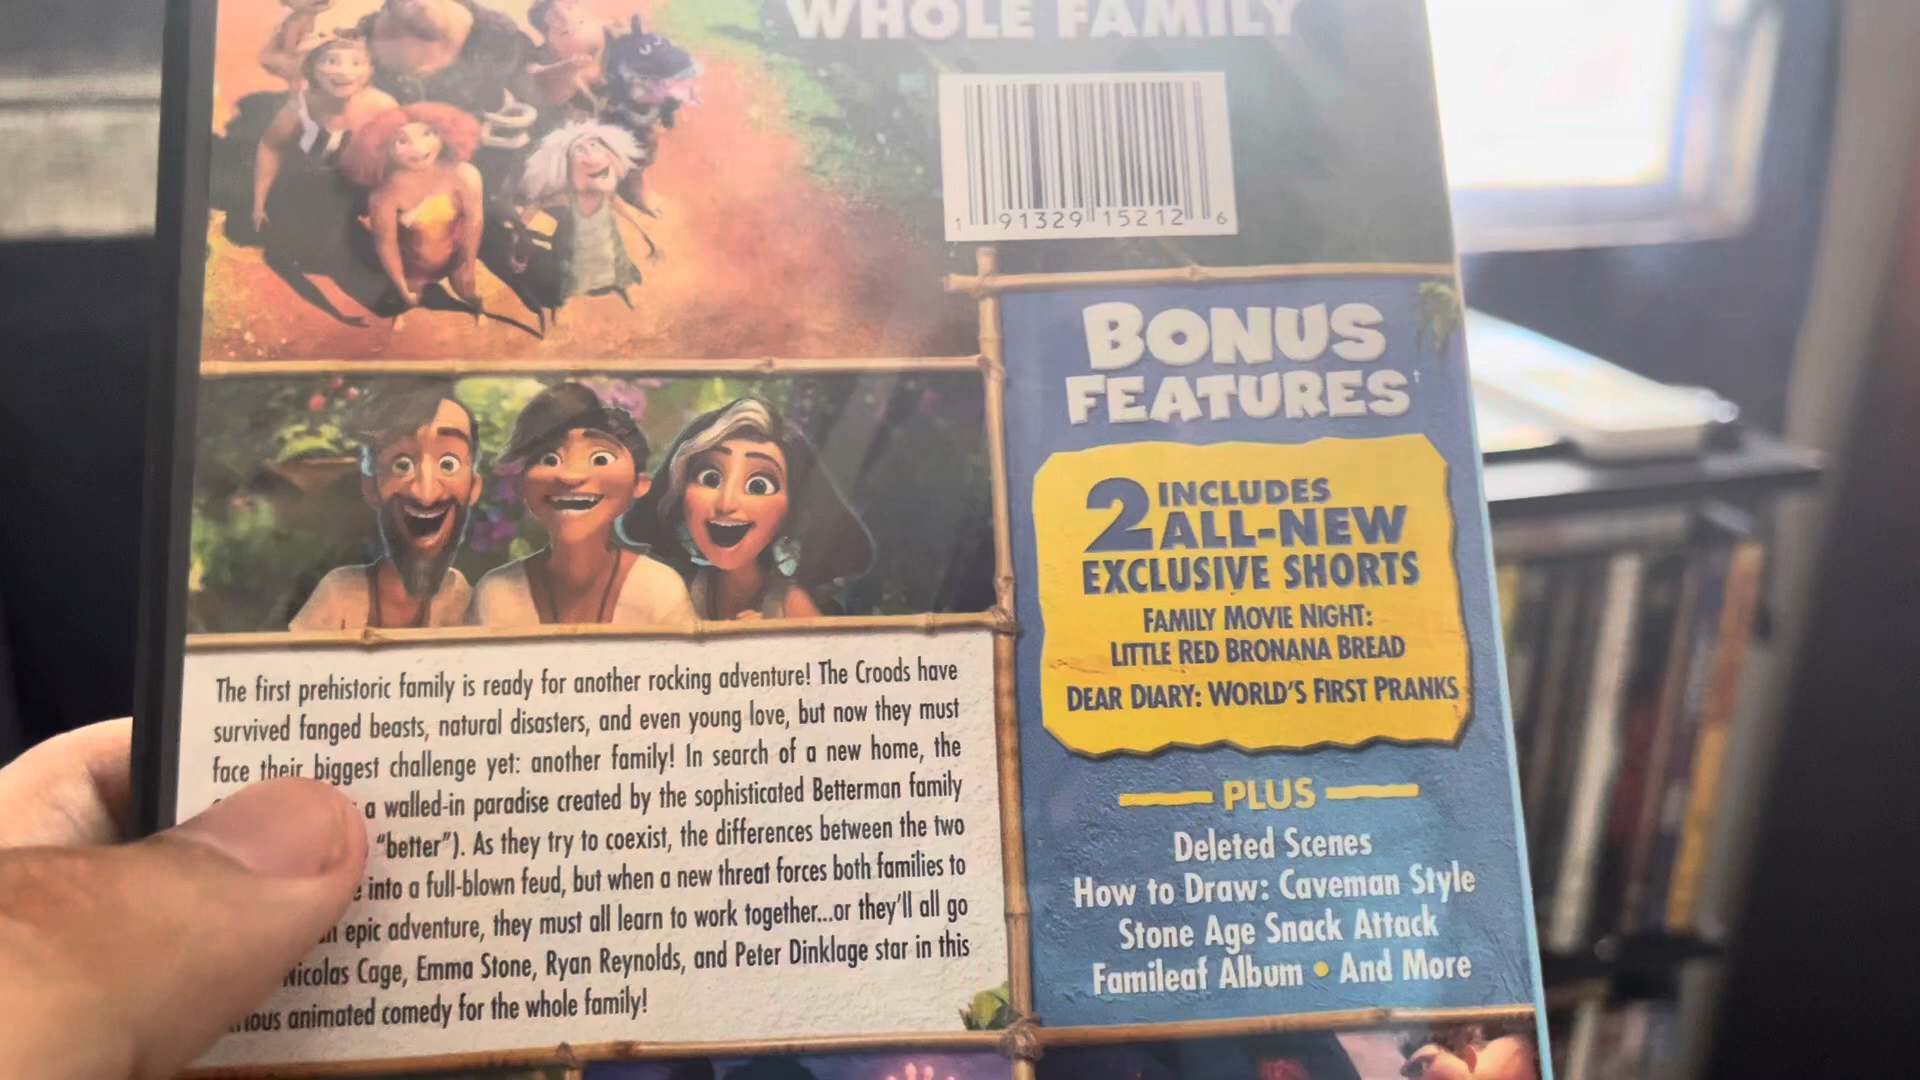 WHOLE FAMILY
1 91329 15212 6
BONUS
FEATURES†
2 INCLUDES
ALL-NEW
EXCLUSIVE SHORTS
FAMILY MOVIE NIGHT:
LITTLE RED BRONANA BREAD
DEAR DIARY: WORLD'S FIRST PRANKS
PLUS
Deleted Scenes
How to Draw: Caveman Style
Stone Age Snack Attack
Famileaf Album • And More
The first prehistoric family is ready for another rocking adventure! The Croods have
survived fanged beasts, natural disasters, and even young love, but now they must
face their biggest challenge yet: another family! In search of a new home, the
a walled-in paradise created by the sophisticated Betterman family
"better"). As they try to coexist, the differences between the two
into a full-blown feud, but when a new threat forces both families to
epic adventure, they must all learn to work together...or they'll all go
Nicolas Cage, Emma Stone, Ryan Reynolds, and Peter Dinklage star in this
animated comedy for the whole family!